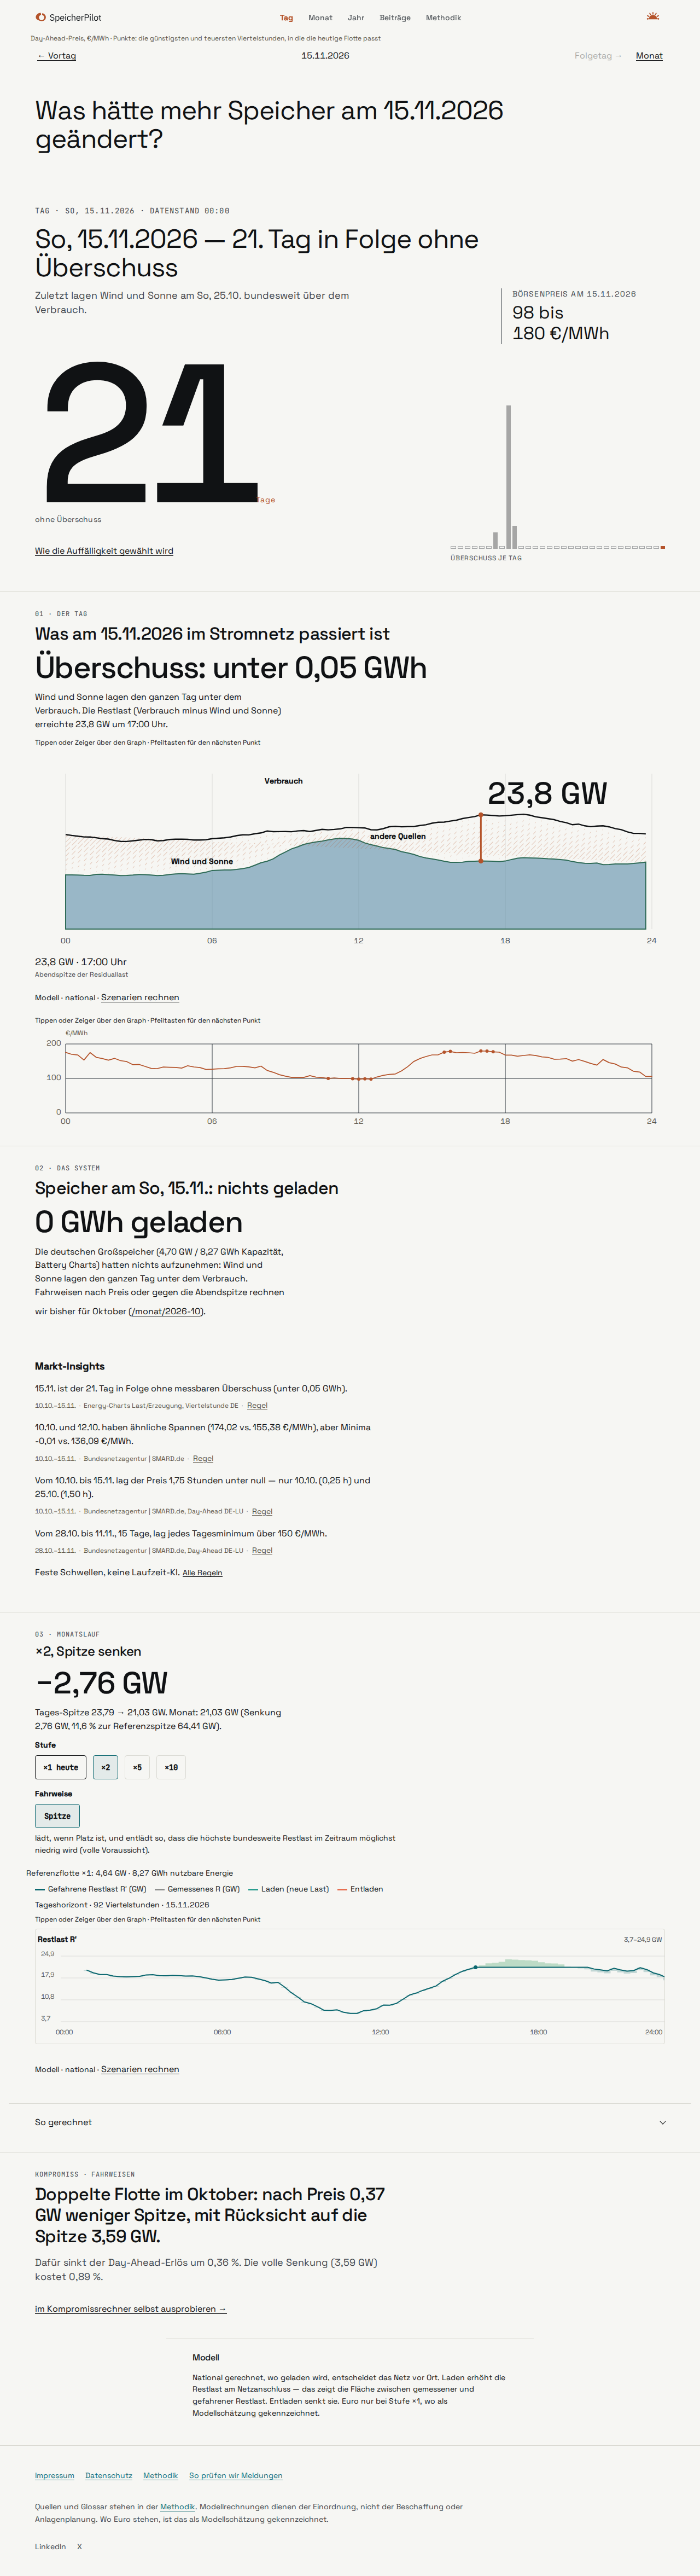 SpeicherPilot
Tag Monat Jahr Beiträge Methodik
Day-Ahead-Preis, €/MWh · Punkte: die günstigsten und teuersten Viertelstunden, in die die heutige Flotte passt
← Vortag 15.11.2026 Folgetag → Monat
Was hätte mehr Speicher am 15.11.2026
geändert?
TAG · SO, 15.11.2026 · DATENSTAND 00:00
So, 15.11.2026 — 21. Tag in Folge ohne
Überschuss
Zuletzt lagen Wind und Sonne am So, 25.10. bundesweit über dem
Verbrauch.
BÖRSENPREIS AM 15.11.2026
98 bis
180 €/MWh
21
Tage
ohne Überschuss
Wie die Auffälligkeit gewählt wird
ÜBERSCHUSS JE TAG
01 · DER TAG
Was am 15.11.2026 im Stromnetz passiert ist
Überschuss: unter 0,05 GWh
Wind und Sonne lagen den ganzen Tag unter dem
Verbrauch. Die Restlast (Verbrauch minus Wind und Sonne)
erreichte 23,8 GW um 17:00 Uhr.
Tippen oder Zeiger über den Graph · Pfeiltasten für den nächsten Punkt
Verbrauch
23,8 GW
andere Quellen
Wind und Sonne
00 06 12 18 24
23,8 GW · 17:00 Uhr
Abendspitze der Residuallast
Modell · national · Szenarien rechnen
Tippen oder Zeiger über den Graph · Pfeiltasten für den nächsten Punkt
€/MWh
200
100
0
00 06 12 18 24
02 · DAS SYSTEM
Speicher am So, 15.11.: nichts geladen
0 GWh geladen
Die deutschen Großspeicher (4,70 GW / 8,27 GWh Kapazität,
Battery Charts) hatten nichts aufzunehmen: Wind und
Sonne lagen den ganzen Tag unter dem Verbrauch.
Fahrweisen nach Preis oder gegen die Abendspitze rechnen
wir bisher für Oktober (/monat/2026-10).
Markt-Insights
15.11. ist der 21. Tag in Folge ohne messbaren Überschuss (unter 0,05 GWh).
10.10.–15.11. · Energy-Charts Last/Erzeugung, Viertelstunde DE · Regel
10.10. und 12.10. haben ähnliche Spannen (174,02 vs. 155,38 €/MWh), aber Minima
-0,01 vs. 136,09 €/MWh.
10.10.–15.11. · Bundesnetzagentur | SMARD.de · Regel
Vom 10.10. bis 15.11. lag der Preis 1,75 Stunden unter null — nur 10.10. (0,25 h) und
25.10. (1,50 h).
10.10.–15.11. · Bundesnetzagentur | SMARD.de, Day-Ahead DE-LU · Regel
Vom 28.10. bis 11.11., 15 Tage, lag jedes Tagesminimum über 150 €/MWh.
28.10.–11.11. · Bundesnetzagentur | SMARD.de, Day-Ahead DE-LU · Regel
Feste Schwellen, keine Laufzeit-KI. Alle Regeln
03 · MONATSLAUF
×2, Spitze senken
−2,76 GW
Tages-Spitze 23,79 → 21,03 GW. Monat: 21,03 GW (Senkung
2,76 GW, 11,6 % zur Referenzspitze 64,41 GW).
Stufe
×1 heute ×2 ×5 ×10
Fahrweise
Spitze
lädt, wenn Platz ist, und entlädt so, dass die höchste bundesweite Restlast im Zeitraum möglichst
niedrig wird (volle Voraussicht).
Referenzflotte ×1: 4,64 GW · 8,27 GWh nutzbare Energie
Gefahrene Restlast R' (GW) Gemessenes R (GW) Laden (neue Last) Entladen
Tageshorizont · 92 Viertelstunden · 15.11.2026
Tippen oder Zeiger über den Graph · Pfeiltasten für den nächsten Punkt
Restlast R' 3,7–24,9 GW
24,9
17,9
10,8
3,7
00:00 06:00 12:00 18:00 24:00
Modell · national · Szenarien rechnen
So gerechnet
KOMPROMISS · FAHRWEISEN
Doppelte Flotte im Oktober: nach Preis 0,37
GW weniger Spitze, mit Rücksicht auf die
Spitze 3,59 GW.
Dafür sinkt der Day-Ahead-Erlös um 0,36 %. Die volle Senkung (3,59 GW)
kostet 0,89 %.
im Kompromissrechner selbst ausprobieren →
Modell
National gerechnet, wo geladen wird, entscheidet das Netz vor Ort. Laden erhöht die
Restlast am Netzanschluss — das zeigt die Fläche zwischen gemessener und
gefahrener Restlast. Entladen senkt sie. Euro nur bei Stufe ×1, wo als
Modellschätzung gekennzeichnet.
Impressum Datenschutz Methodik So prüfen wir Meldungen
Quellen und Glossar stehen in der Methodik. Modellrechnungen dienen der Einordnung, nicht der Beschaffung oder
Anlagenplanung. Wo Euro stehen, ist das als Modellschätzung gekennzeichnet.
LinkedIn X